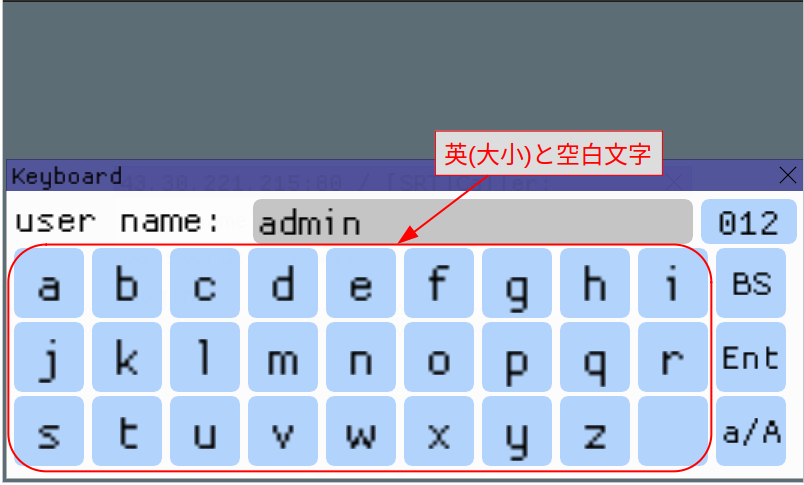 英(大小)と空白文字
Keyboard
user name: admin 012
a b c d e f g h i BS
j k l m n o p q r Ent
s t u v w x y z a/A